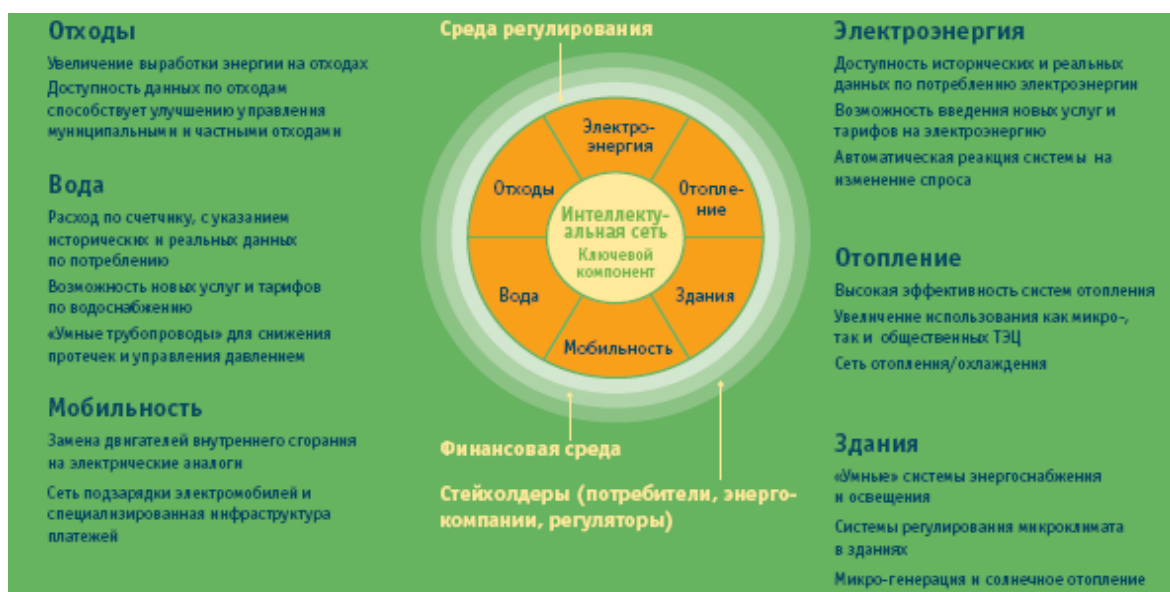 Отходы
Увеличение выработки энергии на отходах
Доступность данных по отходам
способствует улучшению управления
муниципальными и частными отходами
Вода
Расход по счетчику, с указанием
исторических и реальных данных
по потреблению
Возможность новых услуг и тарифов
по водоснабжению
«Умные трубопроводы» для снижения
протечек и управления давлением
Мобильность
Замена двигателей внутреннего сгорания
на электрические аналоги
Сеть подзарядки электромобилей и
специализированная инфраструктура
платежей
Среда регулирования
Электро-
энергия
Отходы
Отопле-
ние
Интеллекту-
альная сеть
Ключевой
компонент
Вода
Здания
Мобильность
Финансовая среда
Стейхолдеры (потребители, энерго-
компании, регуляторы)
Электроэнергия
Доступность исторических и реальных
данных по потреблению электроэнергии
Возможность введения новых услуг и
тарифов на электроэнергию
Автоматическая реакция системы на
изменение спроса
Отопление
Высокая эффективность систем отопления
Увеличение использования как микро-,
так и общественных ТЭЦ
Сеть отопления/охлаждения
Здания
«Умные» системы энергоснабжения
и освещения
Системы регулирования микроклимата
в зданиях
Микро-генерация и солнечное отопление